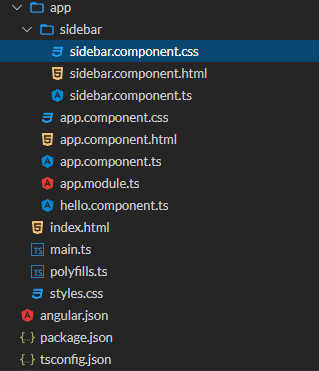 app
sidebar
sidebar.component.css
sidebar.component.html
sidebar.component.ts
app.component.css
app.component.html
app.component.ts
app.module.ts
hello.component.ts
index.html
TS main.ts
TS polyfills.ts
styles.css
angular.json
{..} package.json
{..} tsconfig.json